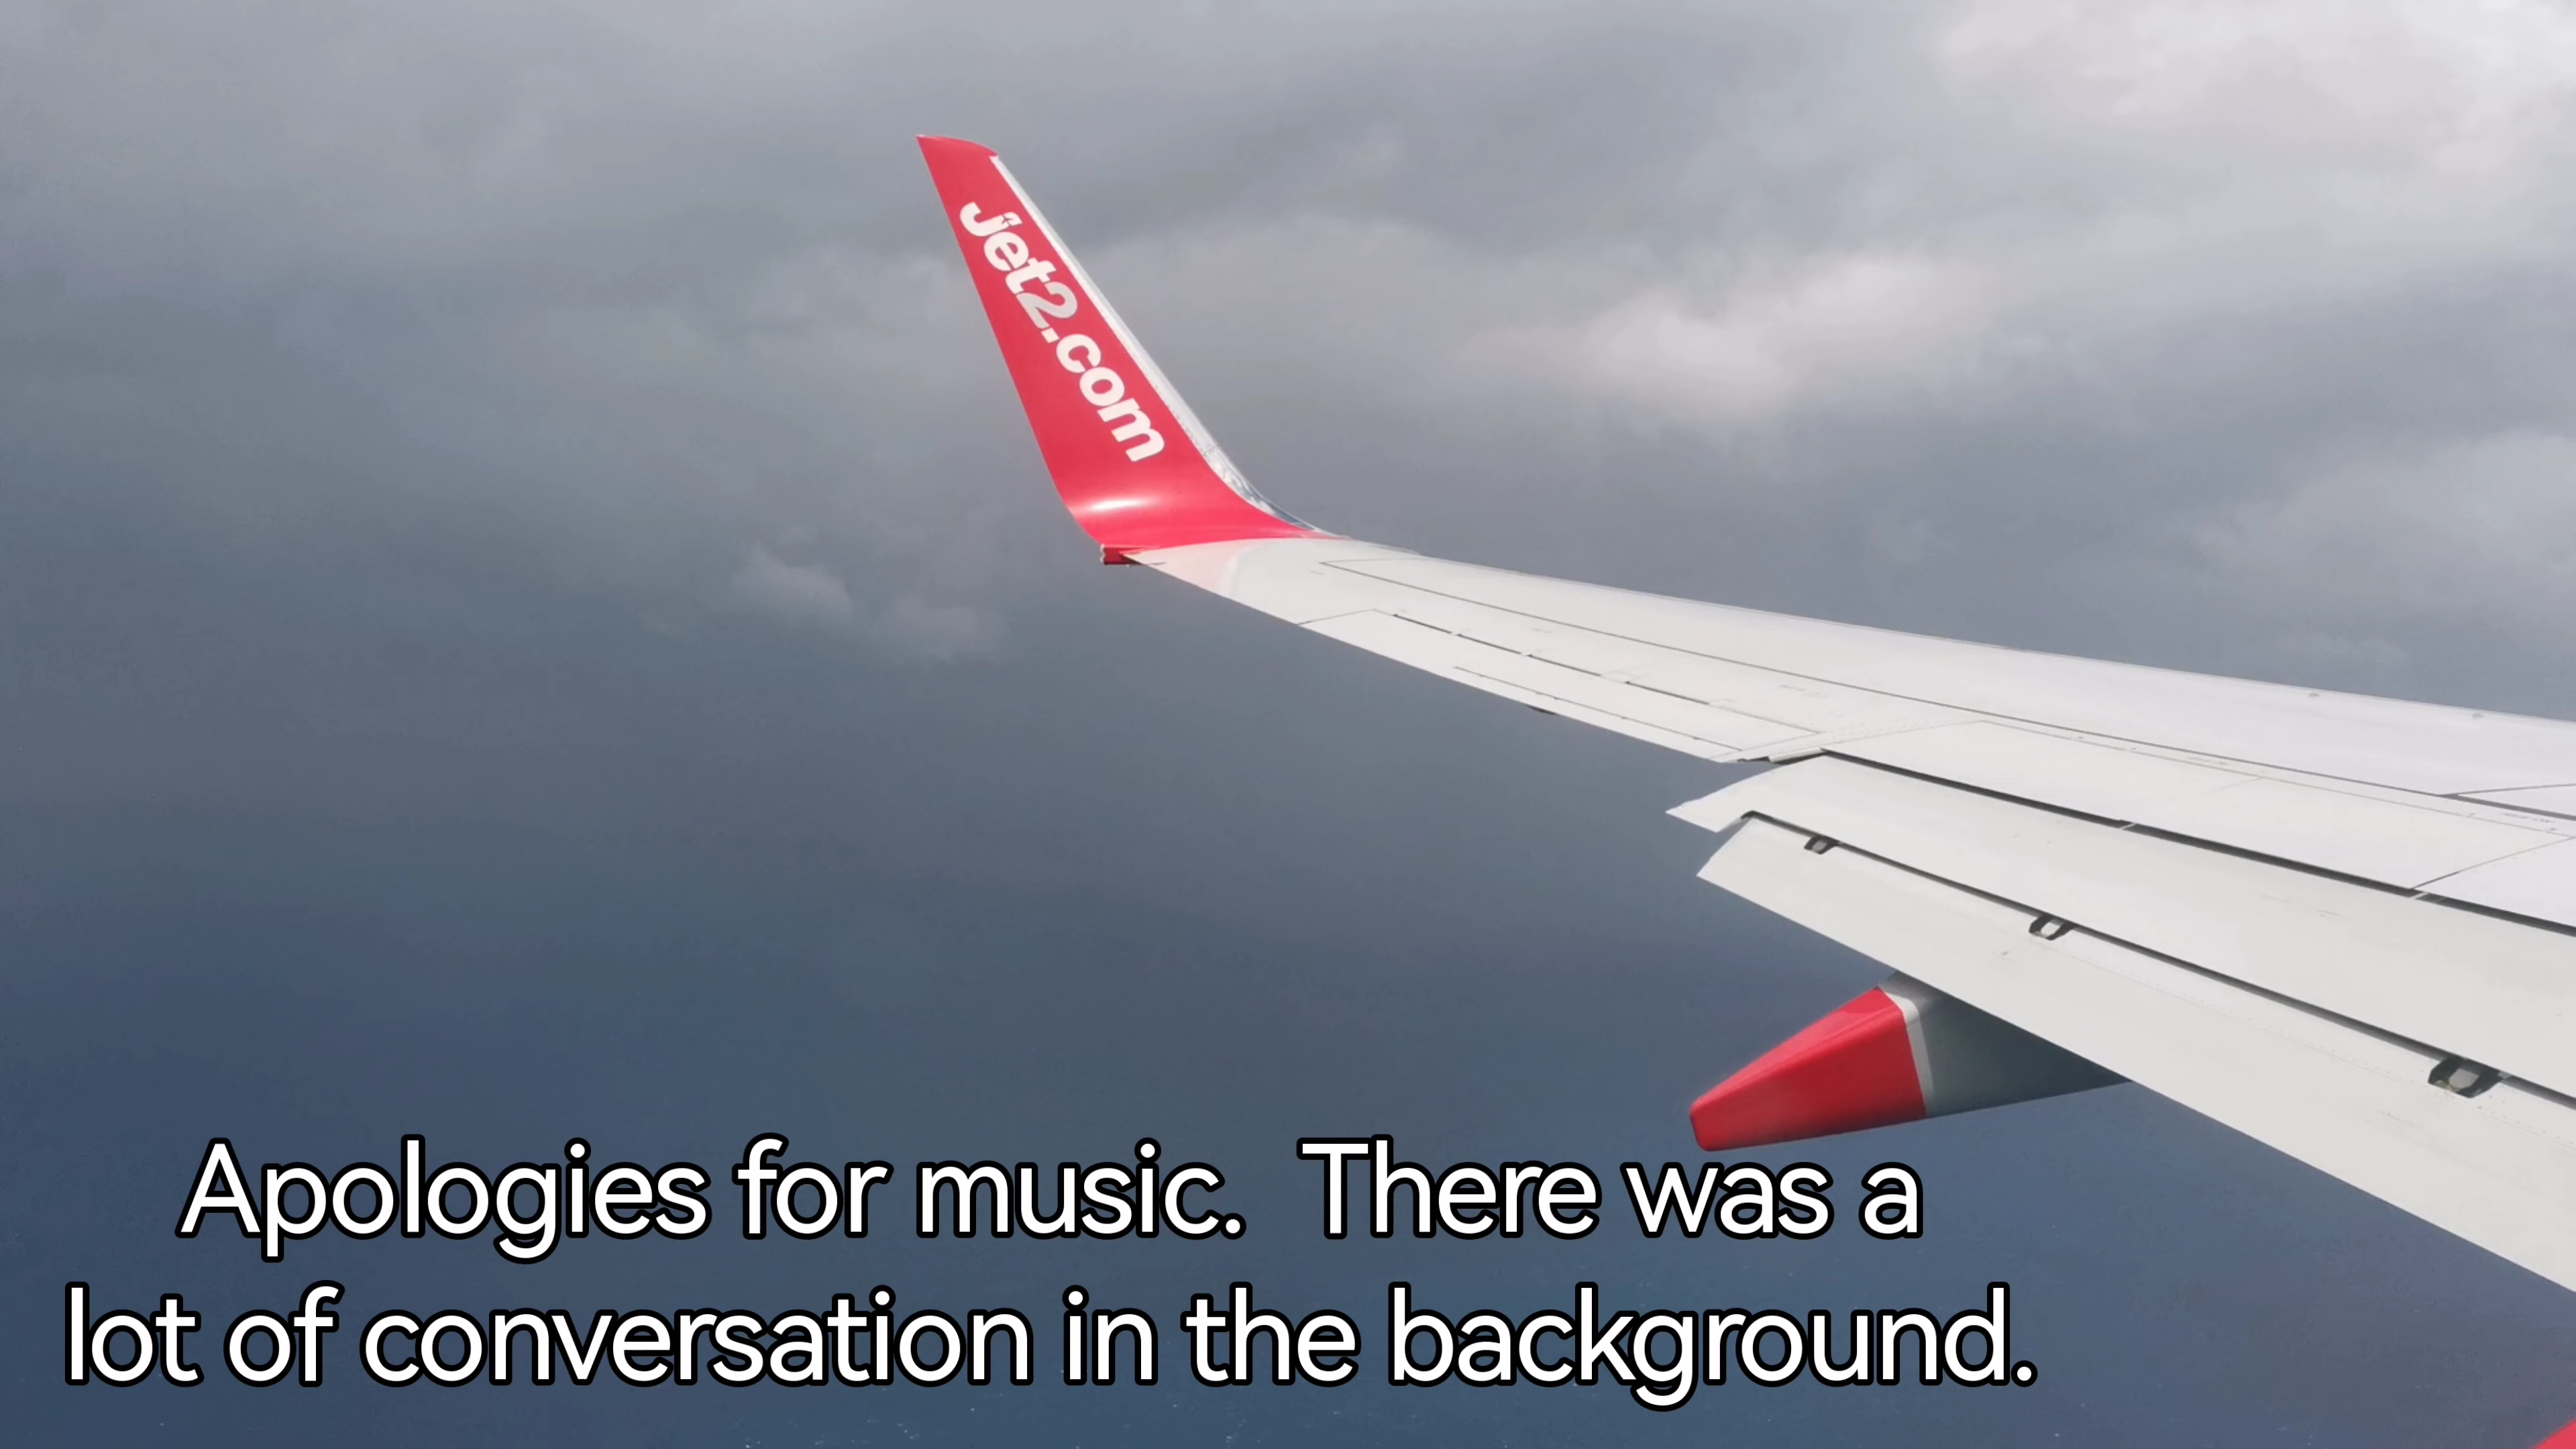 Jet2.com
Apologies for music.  There was a
lot of conversation in the background.